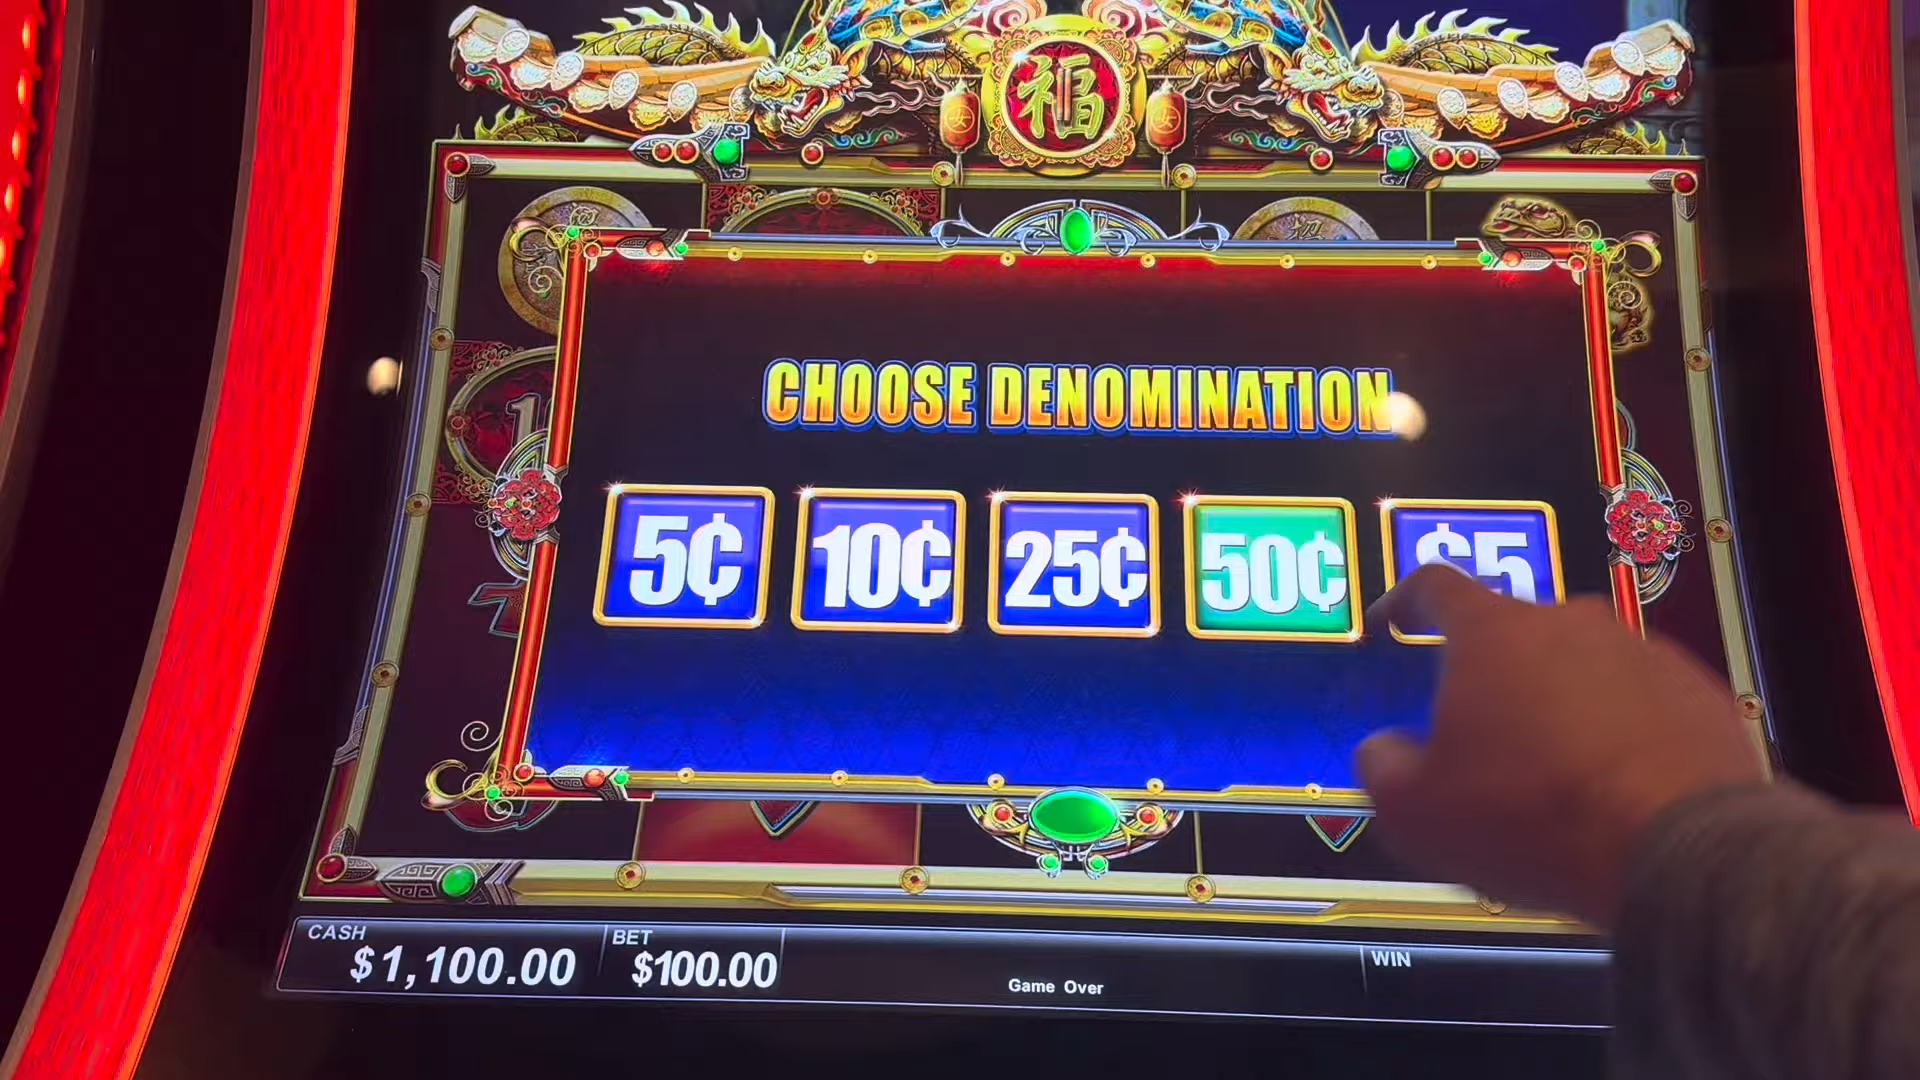 福
CHOOSE DENOMINATION
5¢ 10¢ 25¢ 50¢ $5
CASH
$1,100.00
BET
$100.00
Game Over
WIN